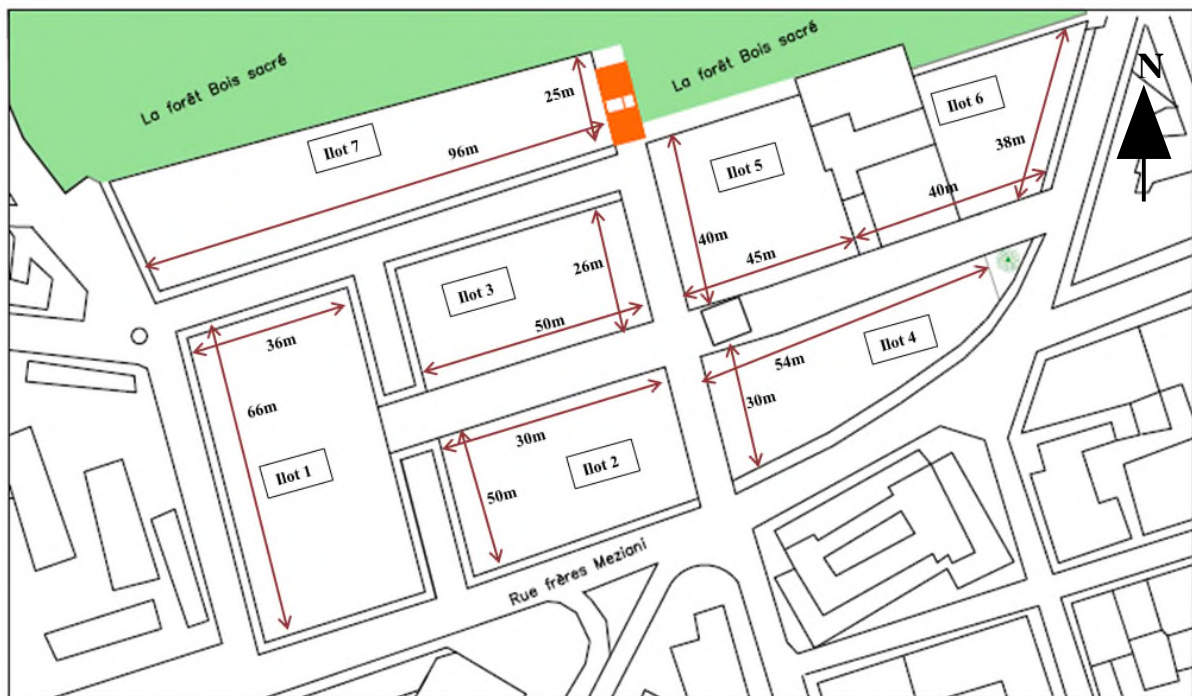 La forêt Bois sacré
La forêt Bois sacré
N
25m
Ilot 7
96m
Ilot 6
38m
Ilot 5
40m
40m
45m
Ilot 3
26m
50m
36m
66m
Ilot 1
Ilot 4
54m
30m
30m
Ilot 2
50m
Rue frères Meziani